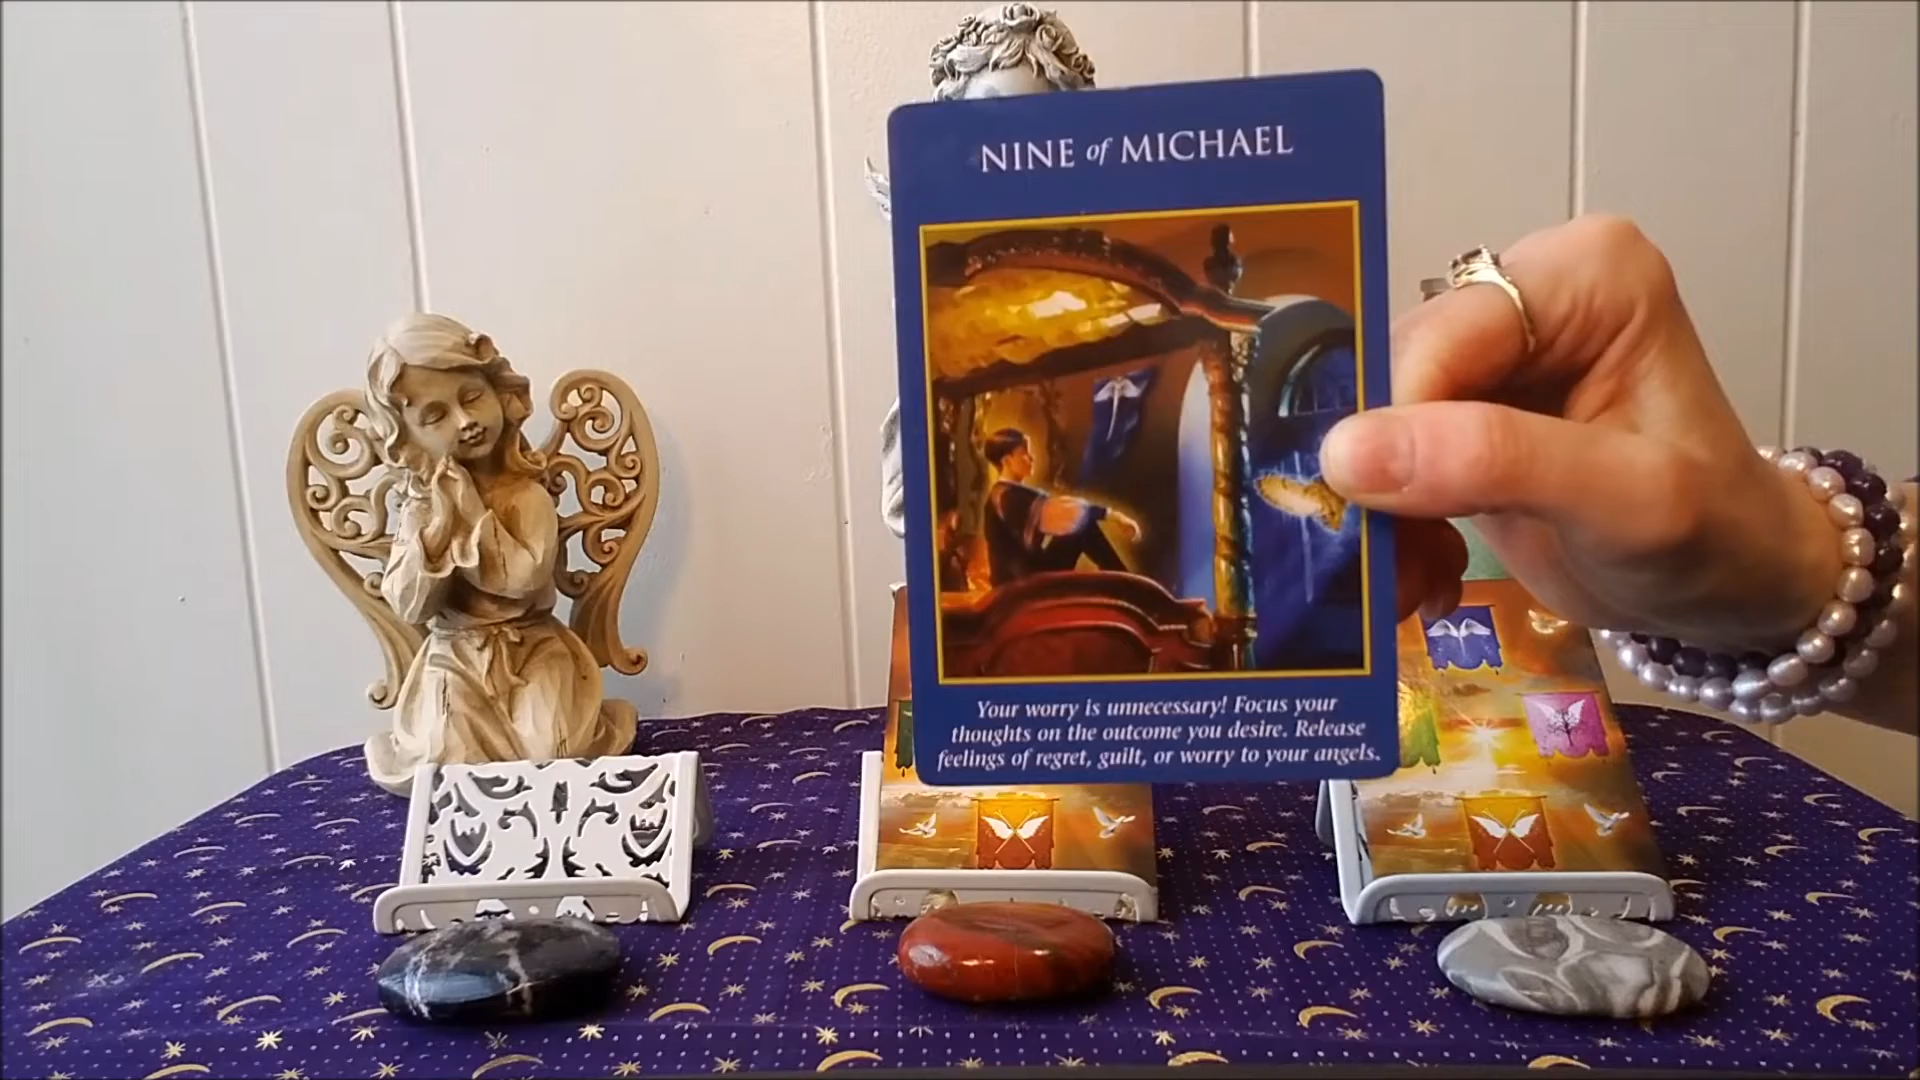 NINE of MICHAEL
Your worry is unnecessary! Focus your
thoughts on the outcome you desire. Release
feelings of regret, guilt, or worry to your angels.